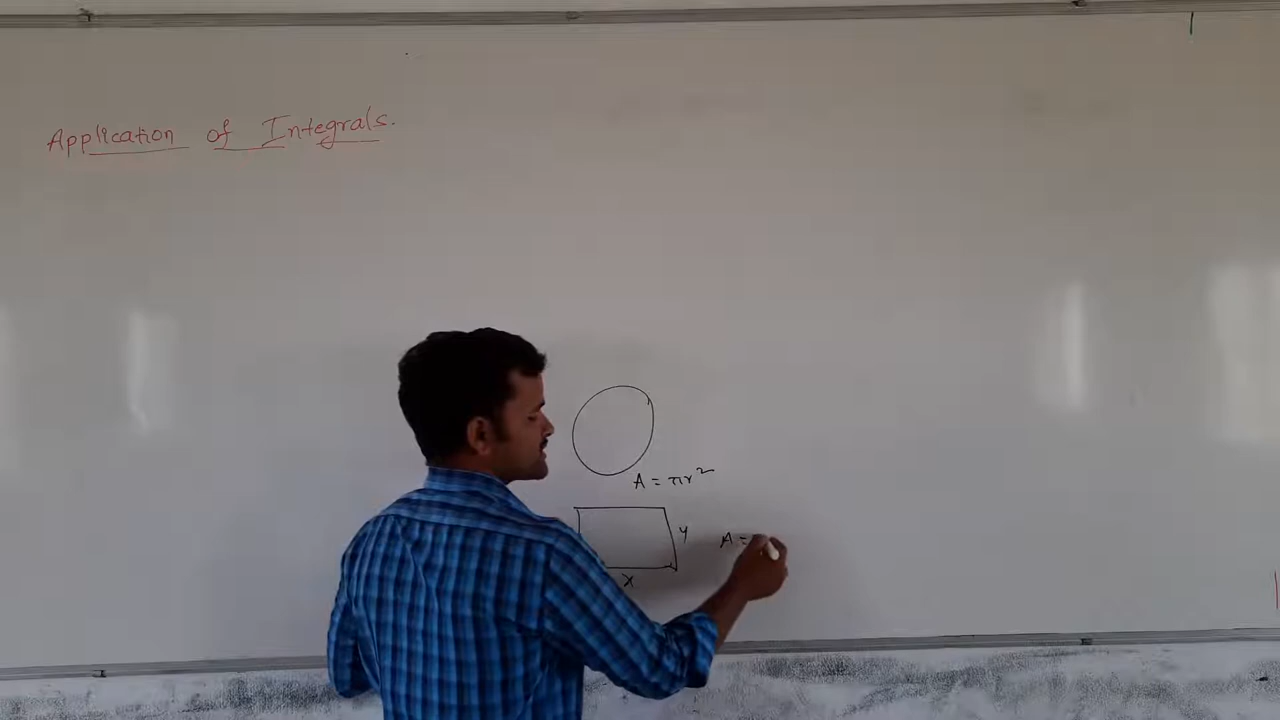 Application of Integrals.
A = πr²
y
A =
x